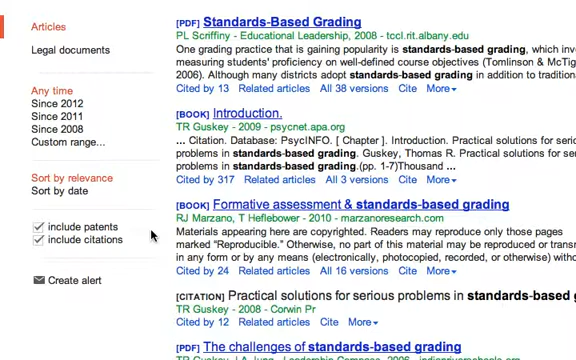 Articles
Legal documents
Any time
Since 2012
Since 2011
Since 2008
Custom range...
Sort by relevance
Sort by date
include patents
include citations
Create alert
[PDF] Standards-Based Grading
PL Scriffiny - Educational Leadership, 2008 - tccl.rit.albany.edu
One grading practice that is gaining popularity is standards-based grading, which
measuring students' proficiency on well-defined course objectives (Tomlinson &
2006). Although many districts adopt standards-based grading in addition to
Cited by 13 Related articles All 38 versions Cite More
[BOOK] Introduction.
TR Guskey - 2009 - psycnet.apa.org
... Citation. Database: PsycINFO. [ Chapter ]. Introduction. Practical solutions for
problems in standards-based grading. Guskey, Thomas R. Practical solutions for
problems in standards-based grading.(pp. 1-7)Thousand ...
Cited by 317 Related articles All 3 versions Cite More
[BOOK] Formative assessment & standards-based grading
RJ Marzano, T Heflebower - 2010 - marzanoresearch.com
Materials appearing here are copyrighted. Readers may reproduce only those pages
marked "Reproducible." Otherwise, no part of this material may be reproduced or
in any form or by any means (electronically, photocopied, recorded, or otherwise)
Cited by 24 Related articles All 16 versions Cite More
[CITATION] Practical solutions for serious problems in standards-based
TR Guskey - 2008 - Corwin Pr
Cited by 12 Related articles Cite More
[PDF] The challenges of standards-based grading